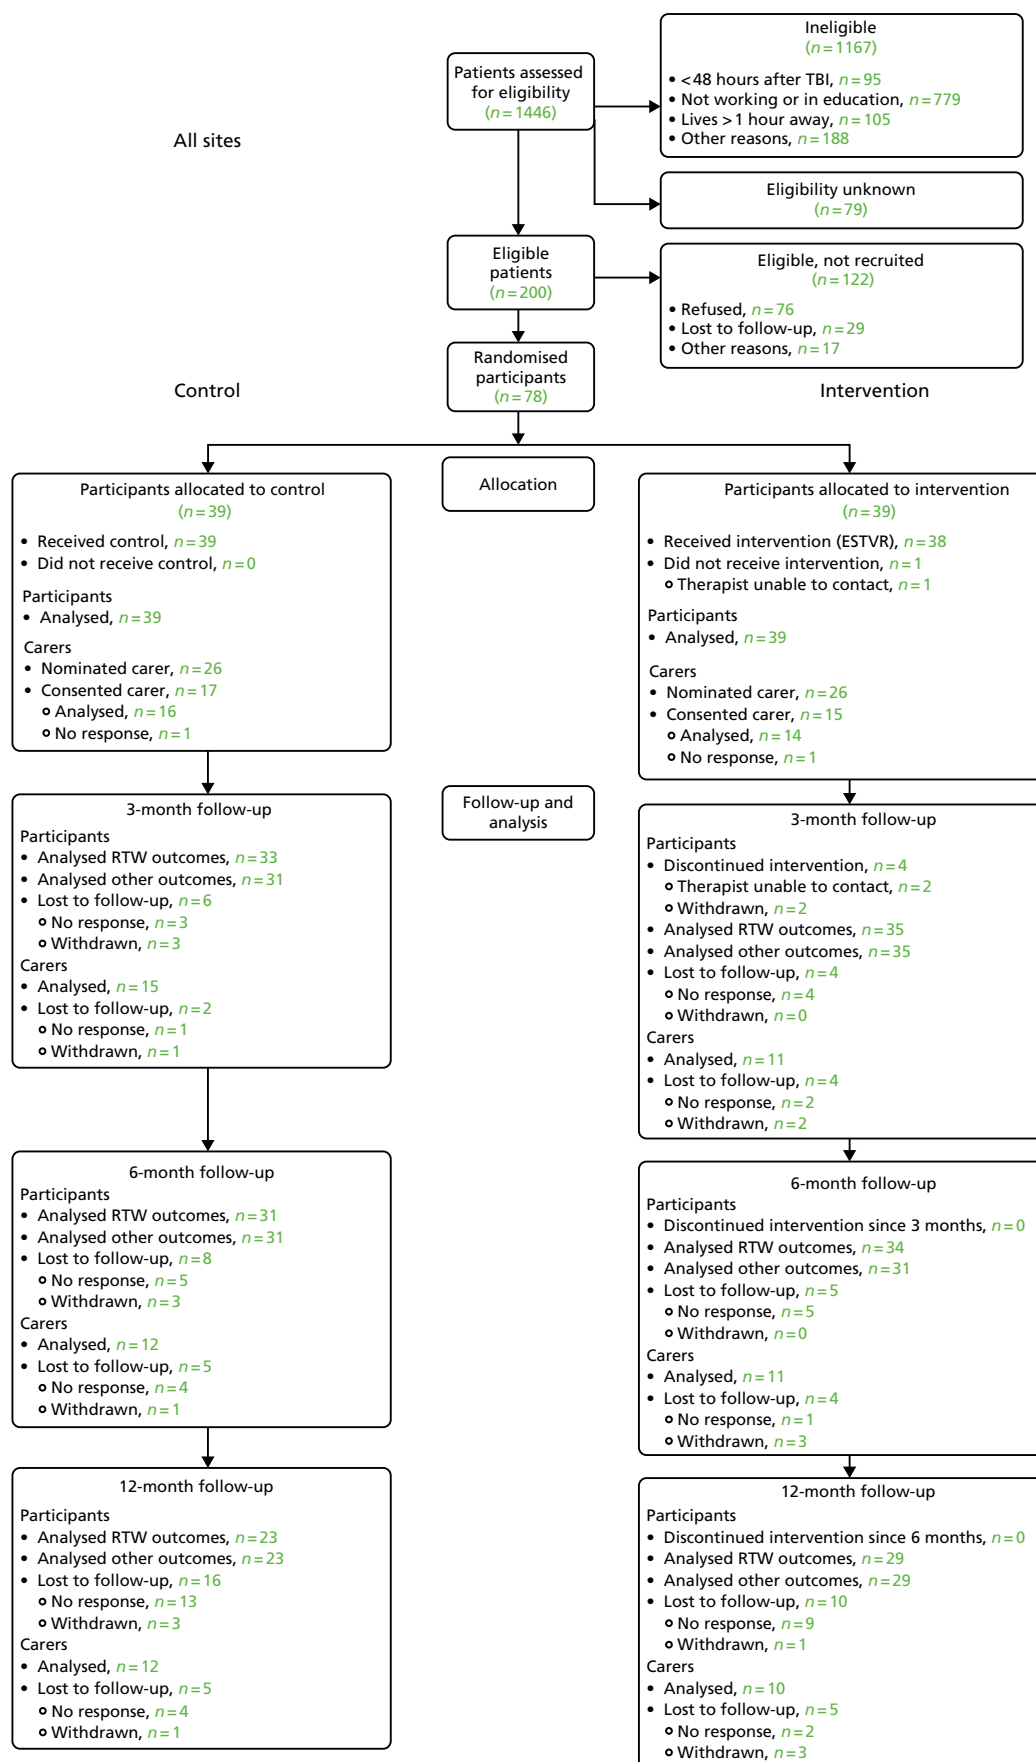 Patients assessed
for eligibility
(n=1446)
Ineligible
(n=1167)
• <48 hours after TBI, n=95
• Not working or in education, n=779
• Lives >1 hour away, n=105
• Other reasons, n=188
All sites
Eligibility unknown
(n=79)
Eligible
patients
(n=200)
Eligible, not recruited
(n=122)
• Refused, n=76
• Lost to follow-up, n=29
• Other reasons, n=17
Randomised
participants
(n=78)
Control
Intervention
Allocation
Participants allocated to control
(n=39)
• Received control, n=39
• Did not receive control, n=0
Participants
• Analysed, n=39
Carers
• Nominated carer, n=26
• Consented carer, n=17
Analysed, n=16
No response, n=1
Participants allocated to intervention
(n=39)
• Received intervention (ESTVR), n=38
• Did not receive intervention, n=1
Therapist unable to contact, n=1
Participants
• Analysed, n=39
Carers
• Nominated carer, n=26
• Consented carer, n=15
Analysed, n=14
No response, n=1
Follow-up and
analysis
3-month follow-up
Participants
• Analysed RTW outcomes, n=33
• Analysed other outcomes, n=31
• Lost to follow-up, n=6
No response, n=3
Withdrawn, n=3
Carers
• Analysed, n=15
• Lost to follow-up, n=2
No response, n=1
Withdrawn, n=1
3-month follow-up
Participants
• Discontinued intervention, n=4
Therapist unable to contact, n=2
Withdrawn, n=2
• Analysed RTW outcomes, n=35
• Analysed other outcomes, n=35
• Lost to follow-up, n=4
No response, n=4
Withdrawn, n=0
Carers
• Analysed, n=11
• Lost to follow-up, n=4
No response, n=2
Withdrawn, n=2
6-month follow-up
Participants
• Analysed RTW outcomes, n=31
• Analysed other outcomes, n=31
• Lost to follow-up, n=8
No response, n=5
Withdrawn, n=3
Carers
• Analysed, n=12
• Lost to follow-up, n=5
No response, n=4
Withdrawn, n=1
6-month follow-up
Participants
• Discontinued intervention since 3 months, n=0
• Analysed RTW outcomes, n=34
• Analysed other outcomes, n=31
• Lost to follow-up, n=5
No response, n=5
Withdrawn, n=0
Carers
• Analysed, n=11
• Lost to follow-up, n=4
No response, n=1
Withdrawn, n=3
12-month follow-up
Participants
• Analysed RTW outcomes, n=23
• Analysed other outcomes, n=23
• Lost to follow-up, n=16
No response, n=13
Withdrawn, n=3
Carers
• Analysed, n=12
• Lost to follow-up, n=5
No response, n=4
Withdrawn, n=1
12-month follow-up
Participants
• Discontinued intervention since 6 months, n=0
• Analysed RTW outcomes, n=29
• Analysed other outcomes, n=29
• Lost to follow-up, n=10
No response, n=9
Withdrawn, n=1
Carers
• Analysed, n=10
• Lost to follow-up, n=5
No response, n=2
Withdrawn, n=3